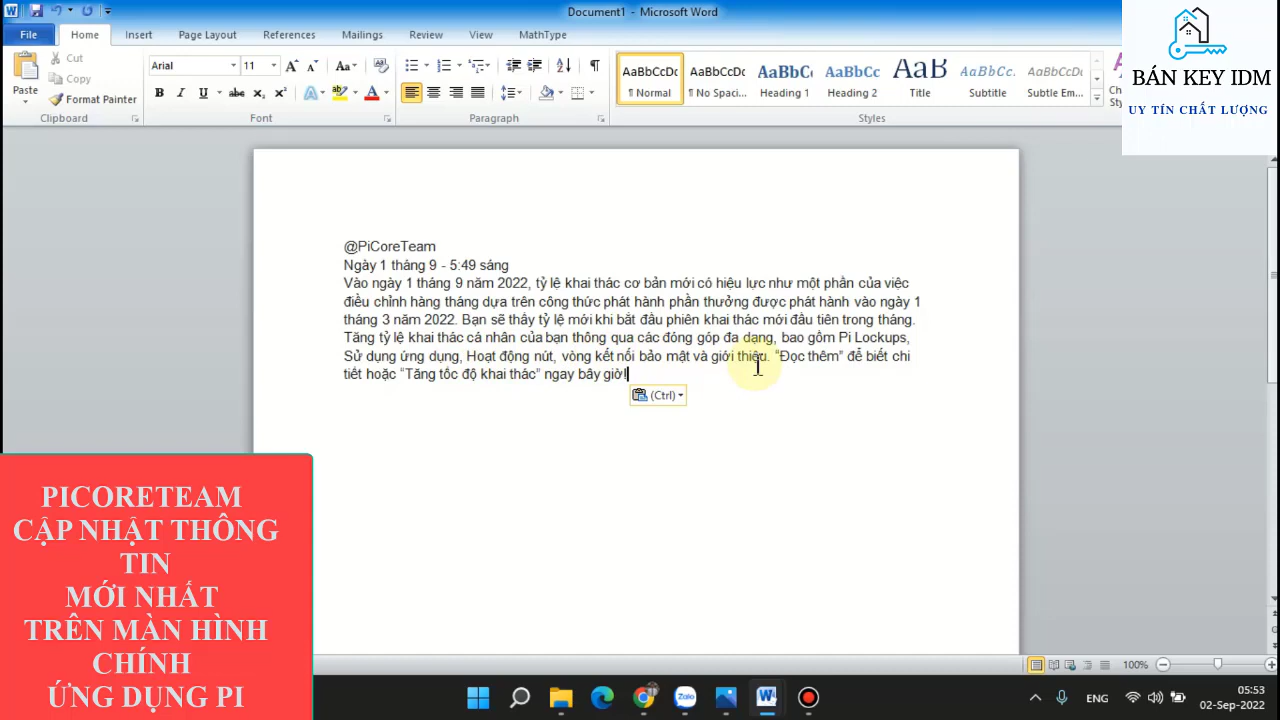 Document1 - Microsoft Word
File Home Insert Page Layout References Mailings Review View MathType
Cut
Copy
Format Painter
Paste
Arial 11
AaBbCcDc AaBbCcDc AaBbCc AaBbCc AaB AaBbCc. AaBbCcDc
¶ Normal ¶ No Spaci... Heading 1 Heading 2 Title Subtitle Subtle Em...
Clipboard Font Paragraph Styles
BÁN KEY IDM
UY TÍN CHẤT LƯỢNG
@PiCoreTeam
Ngày 1 tháng 9 - 5:49 sáng
Vào ngày 1 tháng 9 năm 2022, tỷ lệ khai thác cơ bản mới có hiệu lực như một phần của việc
điều chỉnh hàng tháng dựa trên công thức phát hành phần thưởng được phát hành vào ngày 1
tháng 3 năm 2022. Bạn sẽ thấy tỷ lệ mới khi bắt đầu phiên khai thác mới đầu tiên trong tháng.
Tăng tỷ lệ khai thác cá nhân của bạn thông qua các đóng góp đa dạng, bao gồm Pi Lockups,
Sử dụng ứng dụng, Hoạt động nút, vòng kết nối bảo mật và giới thiệu. “Đọc thêm” để biết chi
tiết hoặc “Tăng tốc độ khai thác” ngay bây giờ!
(Ctrl)
PICORETEAM
CẬP NHẬT THÔNG
TIN
MỚI NHẤT
TRÊN MÀN HÌNH
CHÍNH
ỨNG DỤNG PI
100%
Zalo
ENG
05:53
02-Sep-2022